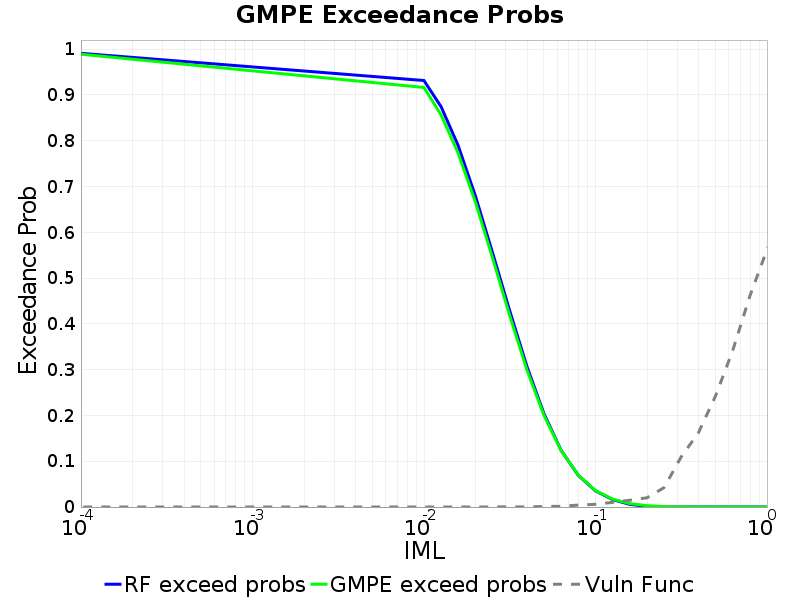 GMPE Exceedance Probs
Exceedance Prob
1
0.9
0.8
0.7
0.6
0.5
0.4
0.3
0.2
0.1
0
10^-4 10^-3 10^-2 10^-1 10^0
IML
RF exceed probs GMPE exceed probs Vuln Func